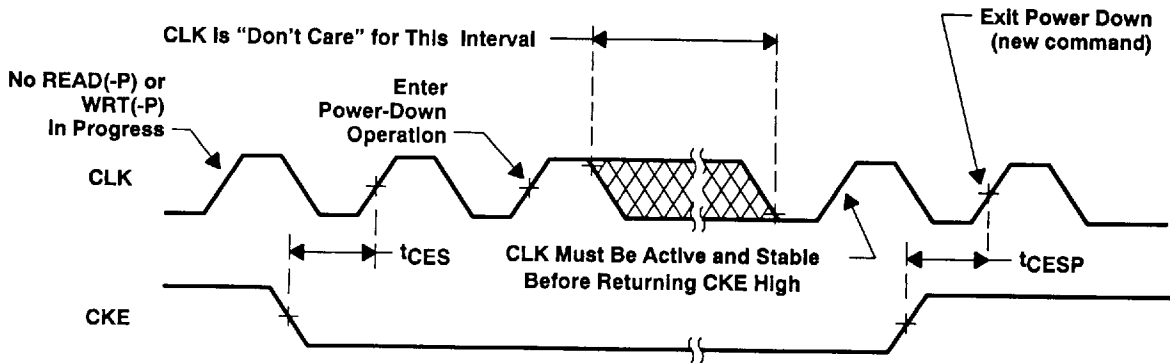 CLK Is “Don't Care” for This Interval
Exit Power Down
(new command)
No READ(-P) or
WRT(-P)
In Progress
Enter
Power-Down
Operation
CLK
tCES
CLK Must Be Active and Stable
Before Returning CKE High
tCESP
CKE